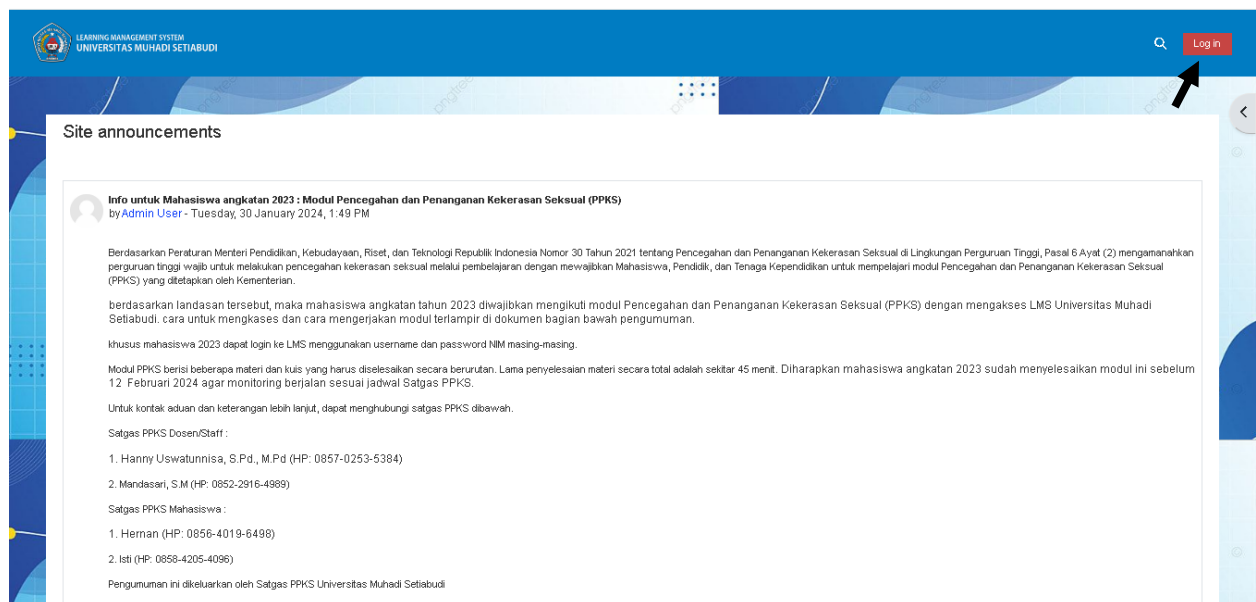 LEARNING MANAGEMENT SYSTEM
UNIVERSITAS MUHADI SETIABUDI
Log in
Site announcements
Info untuk Mahasiswa angkatan 2023 : Modul Pencegahan dan Penanganan Kekerasan Seksual (PPKS)
by Admin User - Tuesday, 30 January 2024, 1:49 PM
Berdasarkan Peraturan Menteri Pendidikan, Kebudayaan, Riset, dan Teknologi Republik Indonesia Nomor 30 Tahun 2021 tentang Pencegahan dan Penanganan Kekerasan Seksual di Lingkungan Perguruan Tinggi, Pasal 6 Ayat (2) mengamanahkan
perguruan tinggi wajib untuk melakukan pencegahan kekerasan seksual melalui pembelajaran dengan mewajibkan Mahasiswa, Pendidik, dan Tenaga Kependidikan untuk mempelajari modul Pencegahan dan Penanganan Kekerasan Seksual
(PPKS) yang ditetapkan oleh Kementerian.
berdasarkan landasan tersebut, maka mahasiswa angkatan tahun 2023 diwajibkan mengikuti modul Pencegahan dan Penanganan Kekerasan Seksual (PPKS) dengan mengakses LMS Universitas Muhadi
Setiabudi. cara untuk mengkases dan cara mengerjakan modul terlampir di dokumen bagian bawah pengumuman.
khusus mahasiswa 2023 dapat login ke LMS menggunakan username dan password NIM masing-masing.
Modul PPKS berisi beberapa materi dan kuis yang harus diselesaikan secara berurutan. Lama penyelesaian materi secara total adalah sekitar 45 menit. Diharapkan mahasiswa angkatan 2023 sudah menyelesaikan modul ini sebelum
12 Februari 2024 agar monitoring berjalan sesuai jadwal Satgas PPKS.
Untuk kontak aduan dan keterangan lebih lanjut, dapat menghubungi satgas PPKS dibawah.
Satgas PPKS Dosen/Staff :
1. Hanny Uswatunnisa, S.Pd., M.Pd (HP: 0857-0253-5384)
2. Mandasari, S.M (HP: 0852-2916-4989)
Satgas PPKS Mahasiswa :
1. Hernan (HP: 0856-4019-6498)
2. Isti (HP: 0858-4205-4096)
Pengumuman ini dikeluarkan oleh Satgas PPKS Universitas Muhadi Setiabudi